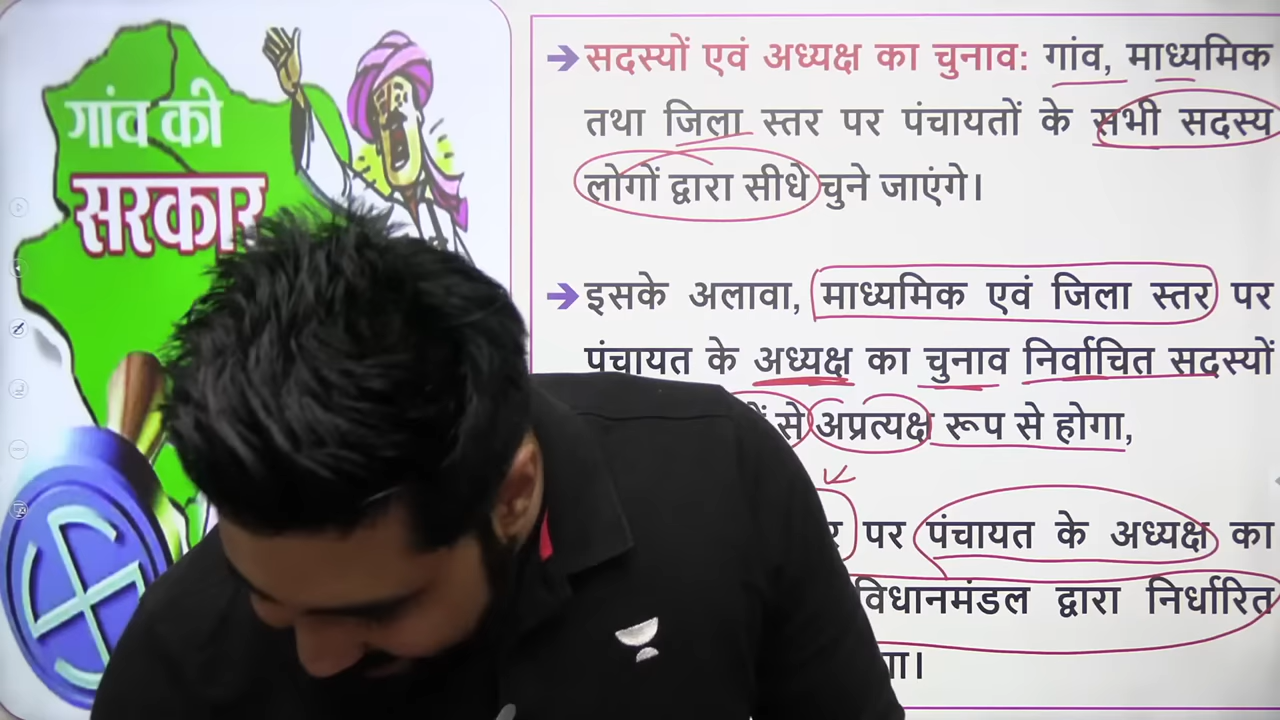 गांव की
सरकार
➔ सदस्यों एवं अध्यक्ष का चुनाव: गांव, माध्यमिक
तथा जिला स्तर पर पंचायतों के सभी सदस्य
लोगों द्वारा सीधे चुने जाएंगे।
➔ इसके अलावा, माध्यमिक एवं जिला स्तर पर
पंचायत के अध्यक्ष का चुनाव निर्वाचित सदस्यों
से अप्रत्यक्ष रूप से होगा,
पर पंचायत के अध्यक्ष का
विधानमंडल द्वारा निर्धारित